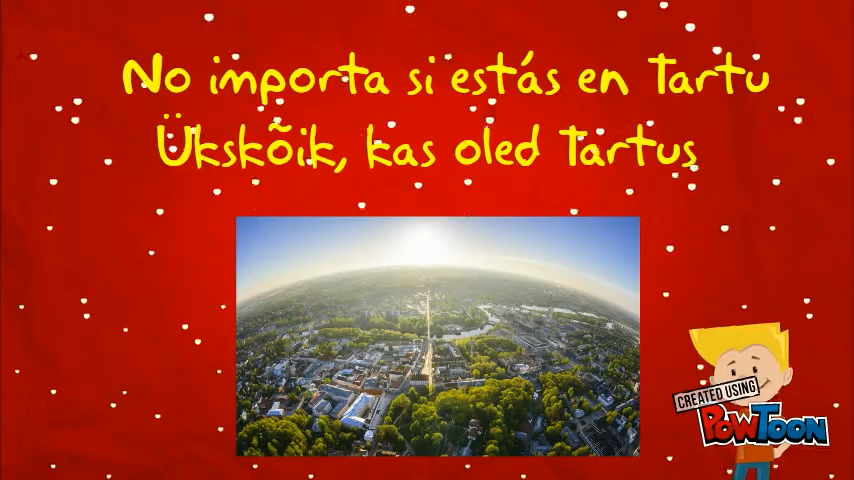 No importa si estás en Tartu
Ükskõik, kas oled Tartus
CREATED USING
POWTOON